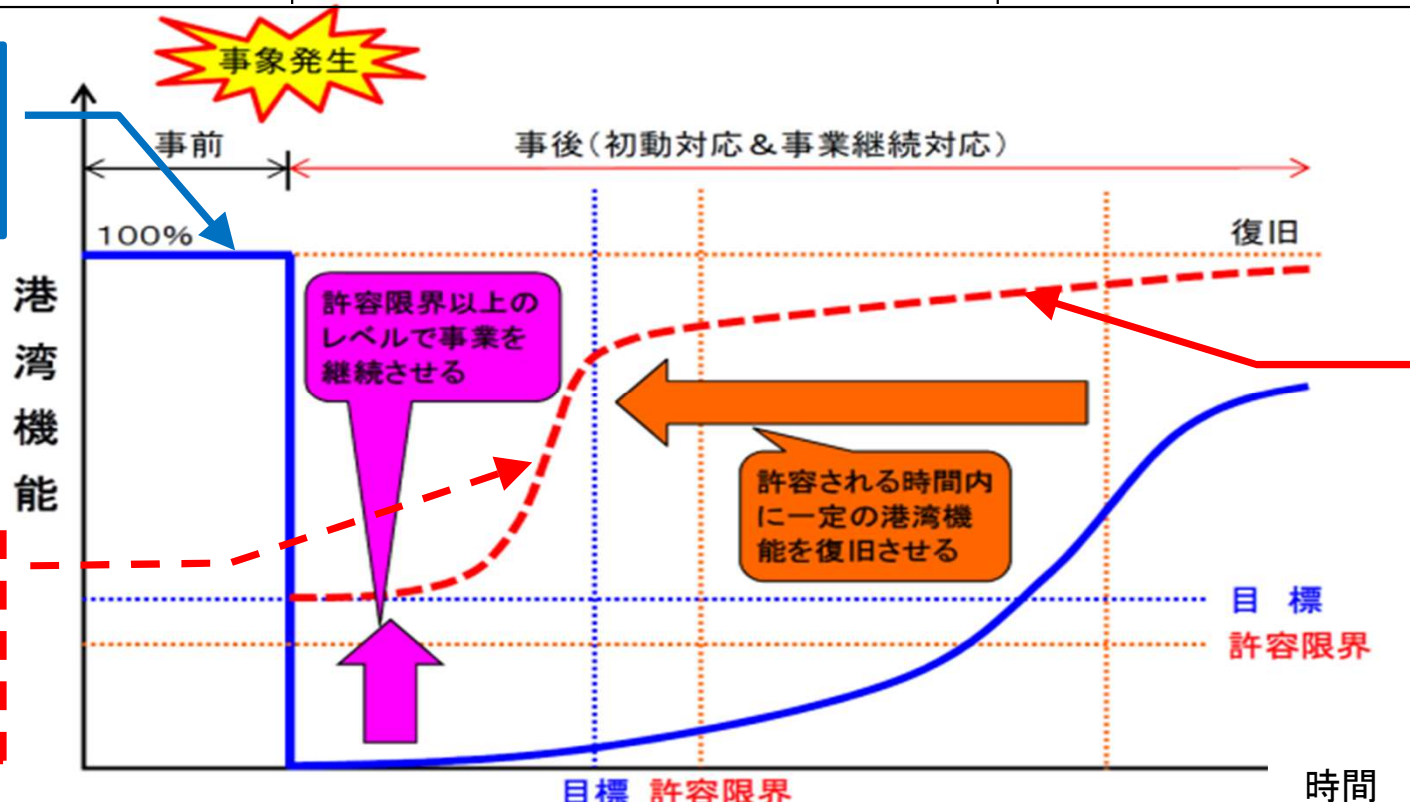 事象発生
事前
事後(初動対応&事業継続対応)
100%
復旧
港湾機能
許容限界以上の
レベルで事業を
継続させる
許容される時間内
に一定の港湾機
能を復旧させる
目 標
許容限界
目標 許容限界
時間